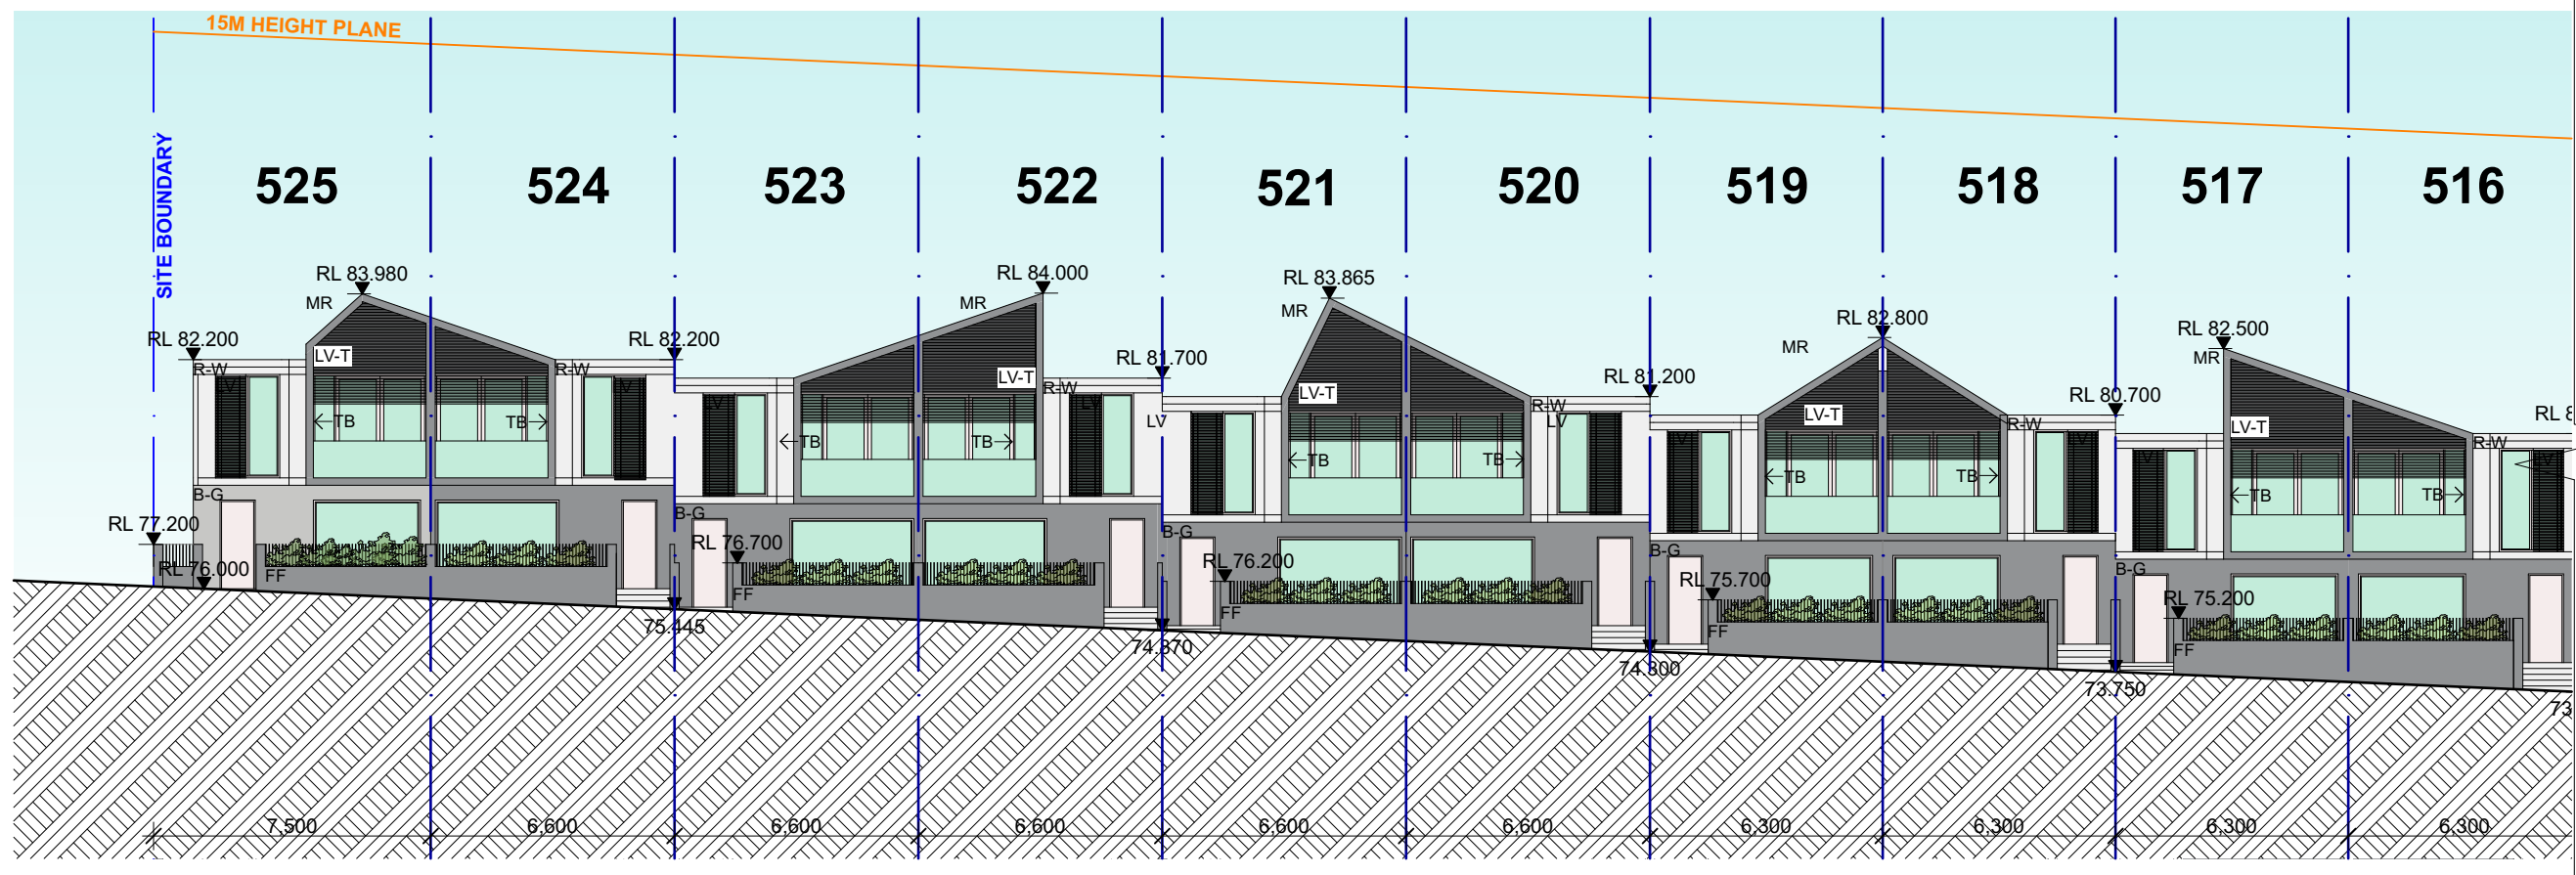 15M HEIGHT PLANE
SITE BOUNDARY
525 524 523 522 521 520 519 518 517 516
RL 83.980 RL 84.000 RL 83.865 RL 82.800 RL 82.500
MR MR MR MR MR
RL 82.200 RL 82.200 RL 81.700 RL 81.200 RL 80.700 RL 8
LV-T LV-T LV-T LV-T LV-T
R-W R-W R-W R-W R-W R-W
LV LV
TB TB TB TB TB TB TB TB TB TB
B-G B-G B-G B-G B-G
RL 77.200 RL 76.700 RL 76.200 RL 75.700 RL 75.200
RL 76.000
FF FF FF FF FF
75.445 74.300 73.750 73
7,500 6,600 6,600 6,600 6,600 6,600 6,300 6,300 6,300 6,300